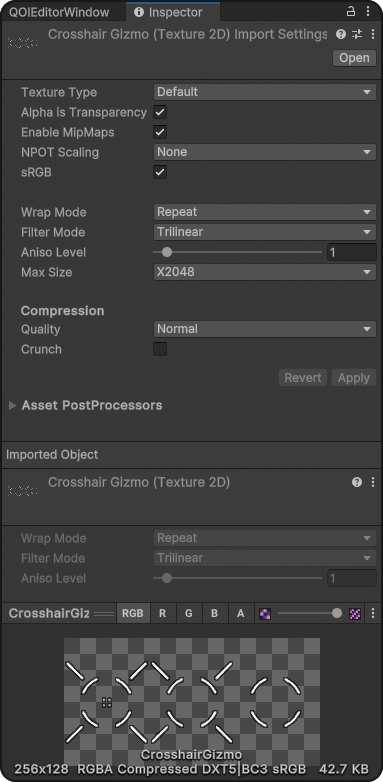 QOIEditorWindow Inspector
Crosshair Gizmo (Texture 2D) Import Settings
Open
Texture Type Default
Alpha is Transparency
Enable MipMaps
NPOT Scaling None
sRGB
Wrap Mode Repeat
Filter Mode Trilinear
Aniso Level 1
Max Size X2048
Compression
Quality Normal
Crunch
Revert Apply
Asset PostProcessors
Imported Object
Crosshair Gizmo (Texture 2D)
Wrap Mode Repeat
Filter Mode Trilinear
Aniso Level 1
CrosshairGiz RGB R G B A
CrosshairGizmo
256x128 RGBA Compressed DXT5|BC3 sRGB 42.7 KB